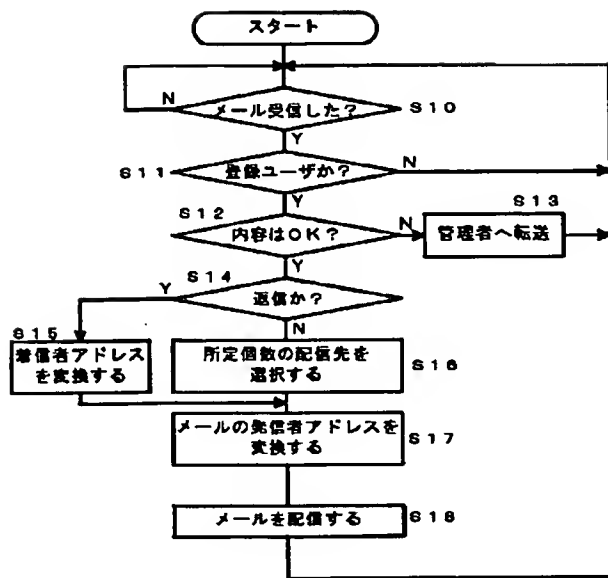 スタート
N
メール受信した?
S10
Y
S11
登録ユーザか?
N
Y
S12
S13
内容はOK?
N
管理者へ転送
Y
S14
Y
返信か?
N
S15
着信者アドレス
を変換する
所定個数の配信先を
選択する
S16
メールの発信者アドレスを
変換する
S17
メールを配信する
S18